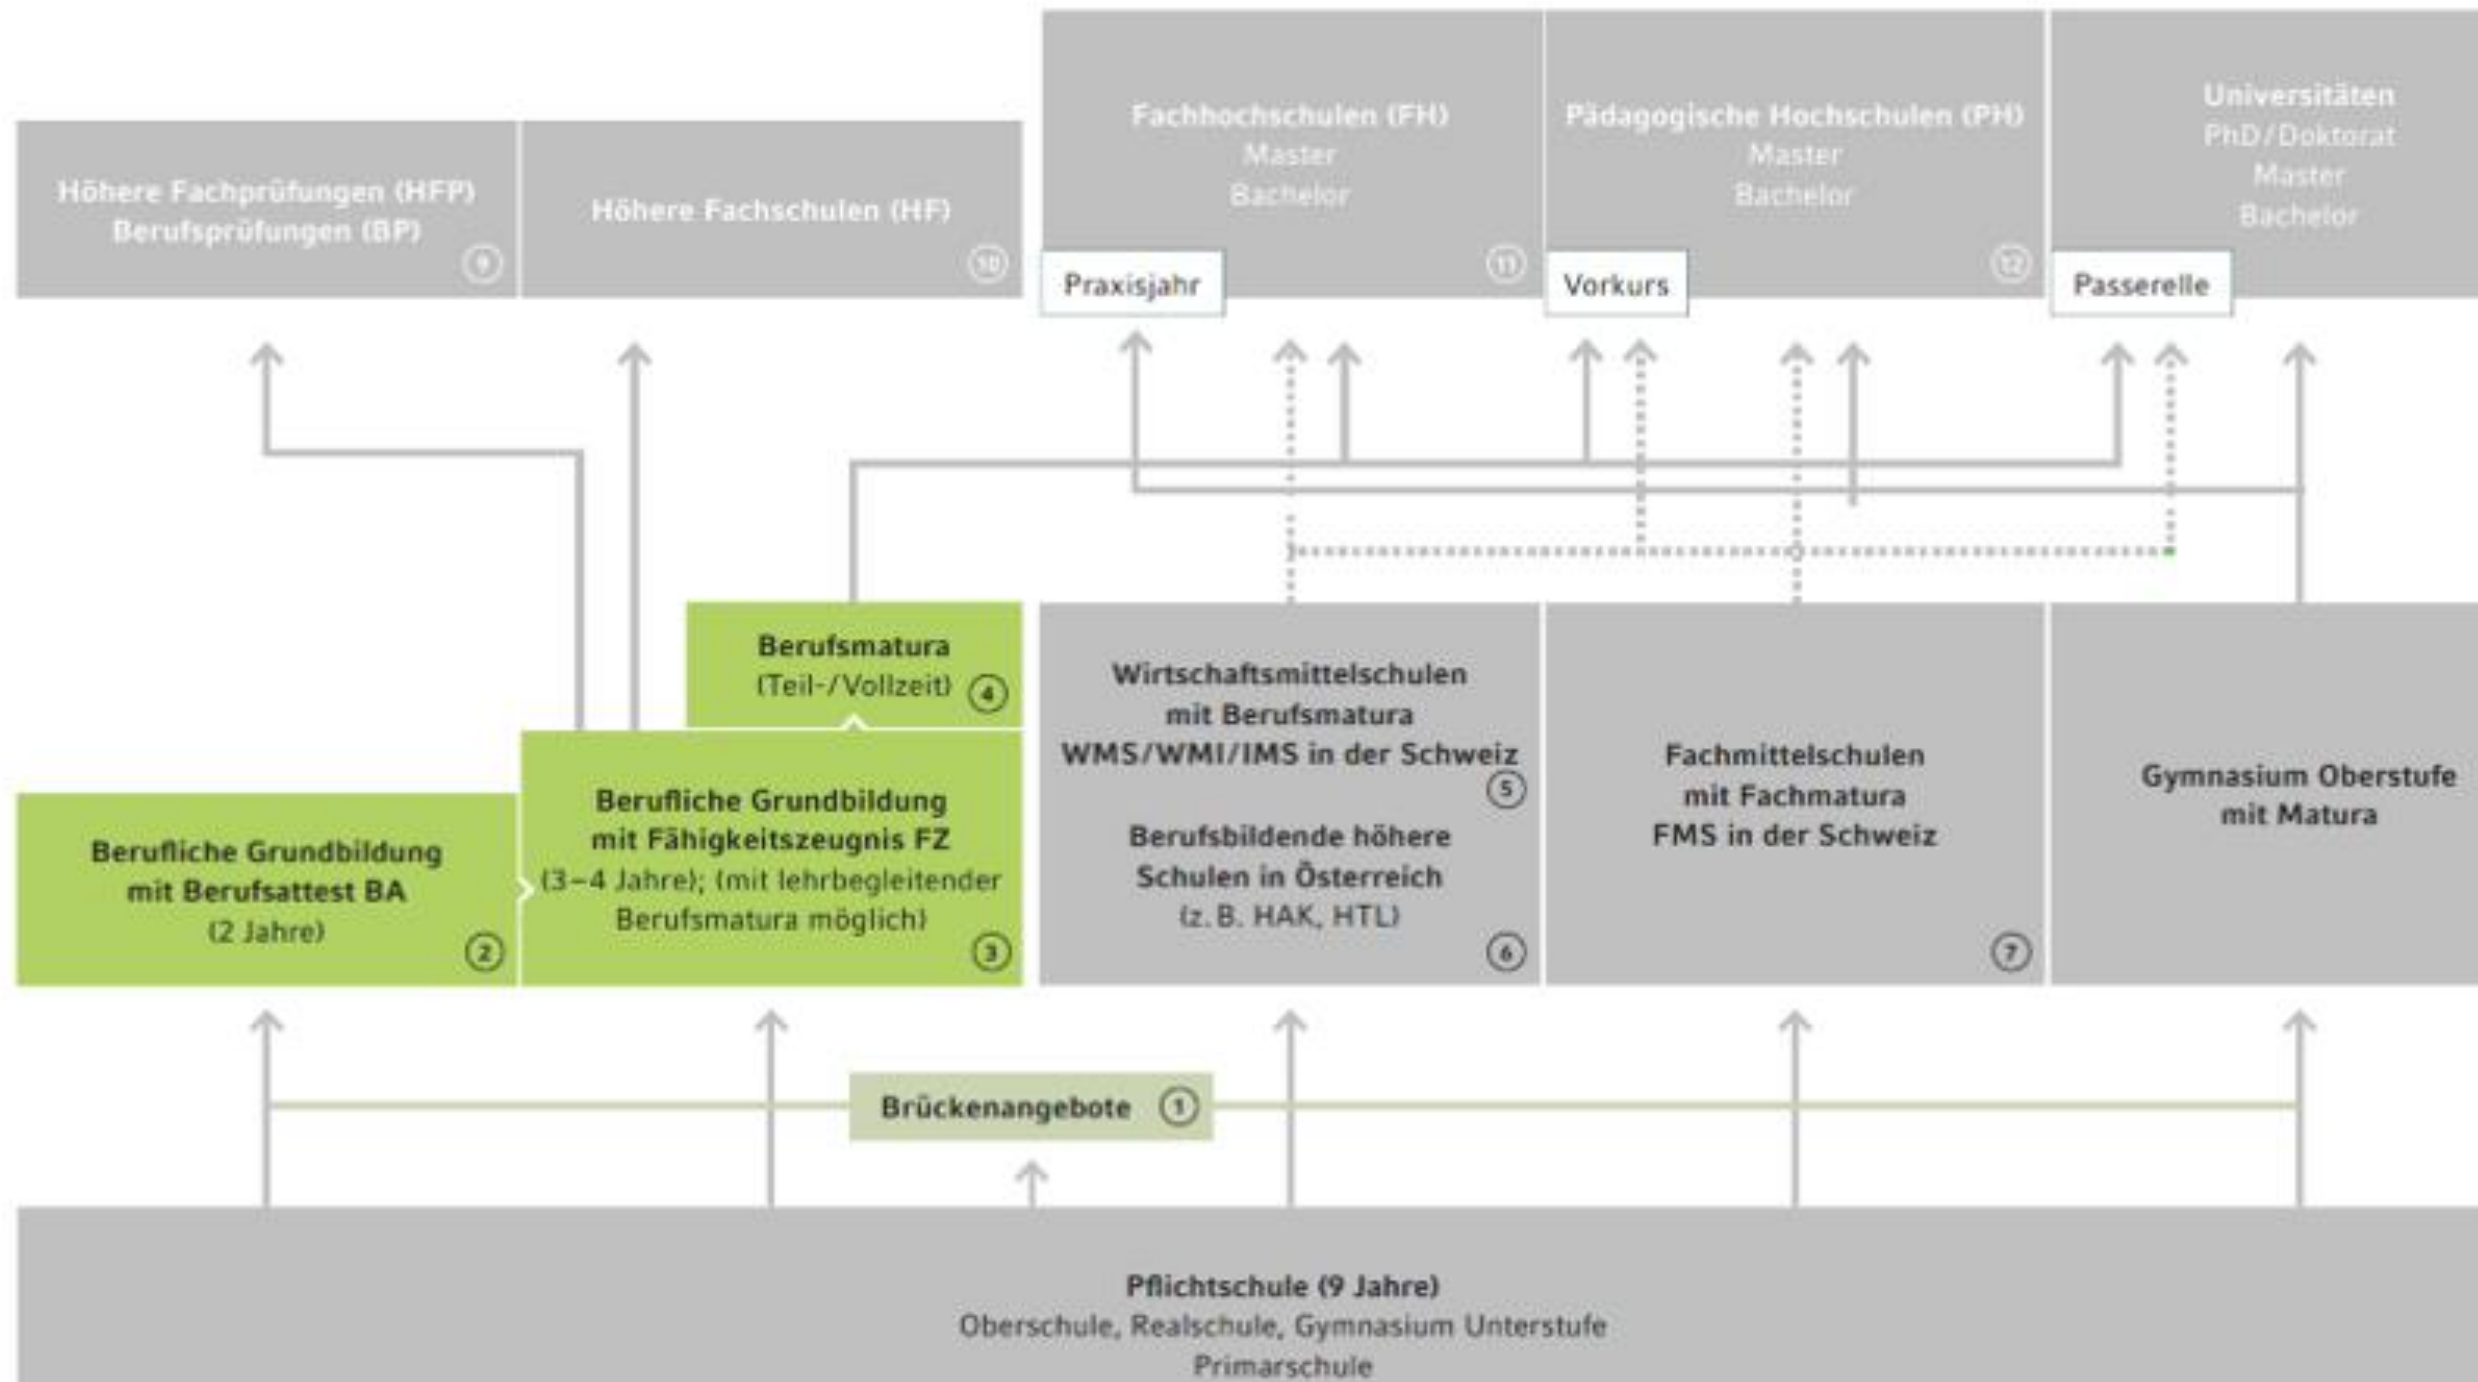 Höhere Fachprüfungen (HFP)
Berufsprüfungen (BP)
9
Höhere Fachschulen (HF)
10
Fachhochschulen (FH)
Master
Bachelor
11
Praxisjahr
Pädagogische Hochschulen (PH)
Master
Bachelor
12
Vorkurs
Universitäten
PhD/Doktorat
Master
Bachelor
Passerelle
Berufsmatura
(Teil-/Vollzeit)
4
Berufliche Grundbildung
mit Berufsattest BA
(2 Jahre)
2
Berufliche Grundbildung
mit Fähigkeitszeugnis FZ
(3–4 Jahre); (mit lehrbegleitender
Berufsmatura möglich)
3
Wirtschaftsmittelschulen
mit Berufsmatura
WMS/WMI/IMS in der Schweiz
5
Berufsbildende höhere
Schulen in Österreich
(z. B. HAK, HTL)
6
Fachmittelschulen
mit Fachmatura
FMS in der Schweiz
7
Gymnasium Oberstufe
mit Matura
Brückenangebote 1
Pflichtschule (9 Jahre)
Oberschule, Realschule, Gymnasium Unterstufe
Primarschule